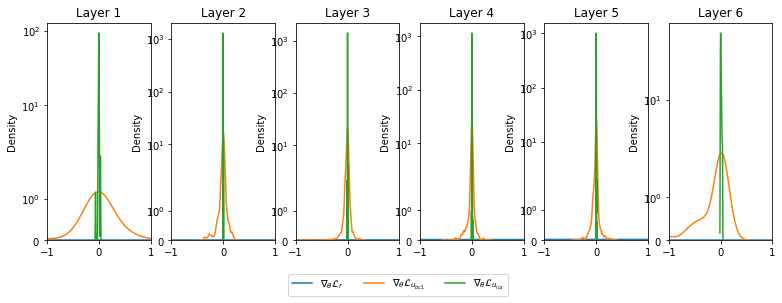 Layer 1 Layer 2 Layer 3 Layer 4 Layer 5 Layer 6
Density Density Density Density Density Density
10² 10³ 10³ 10³ 10³
10¹ 10² 10² 10² 10² 10¹
10⁰ 10¹ 10¹ 10¹ 10¹ 10⁰
10⁰ 10⁰ 10⁰ 10⁰
0 0 0 0 0 0
−1 0 1 −1 0 1 −1 0 1 −1 0 1 −1 0 1 −1 0 1
∇θℒr ∇θℒu_bc1 ∇θℒu_ics